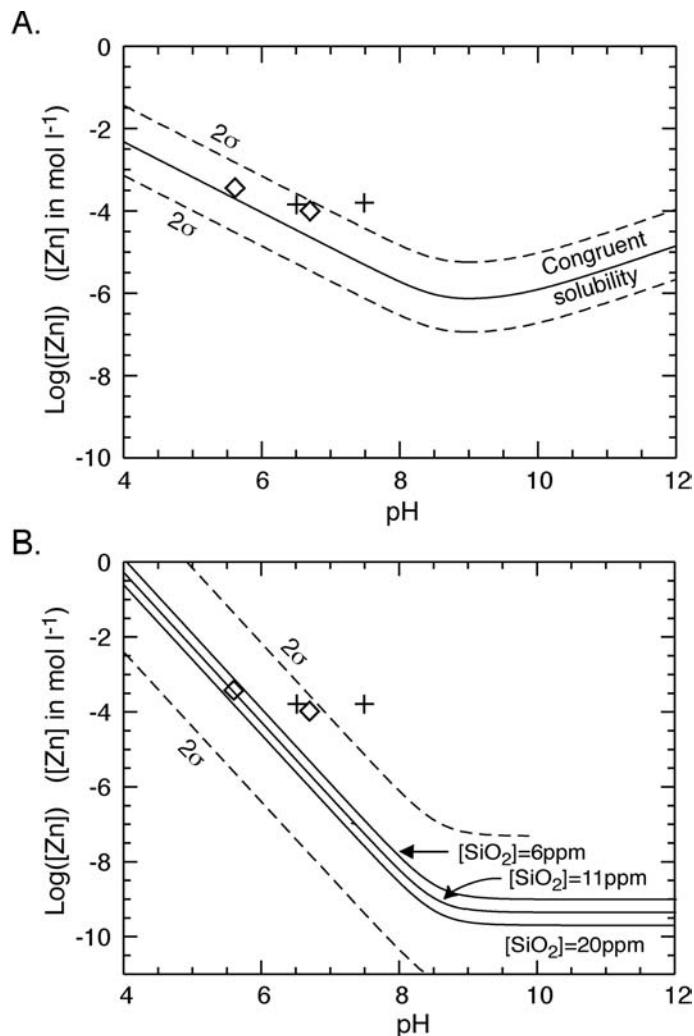 A.
0
-2
-4
-6
-8
-10
Log([Zn]) ([Zn] in mol l⁻¹)
2σ
2σ
Congruent
solubility
4 6 8 10 12
pH
B.
0
-2
-4
-6
-8
-10
Log([Zn]) ([Zn] in mol l⁻¹)
2σ
2σ
[SiO₂]=6ppm
[SiO₂]=11ppm
[SiO₂]=20ppm
4 6 8 10 12
pH